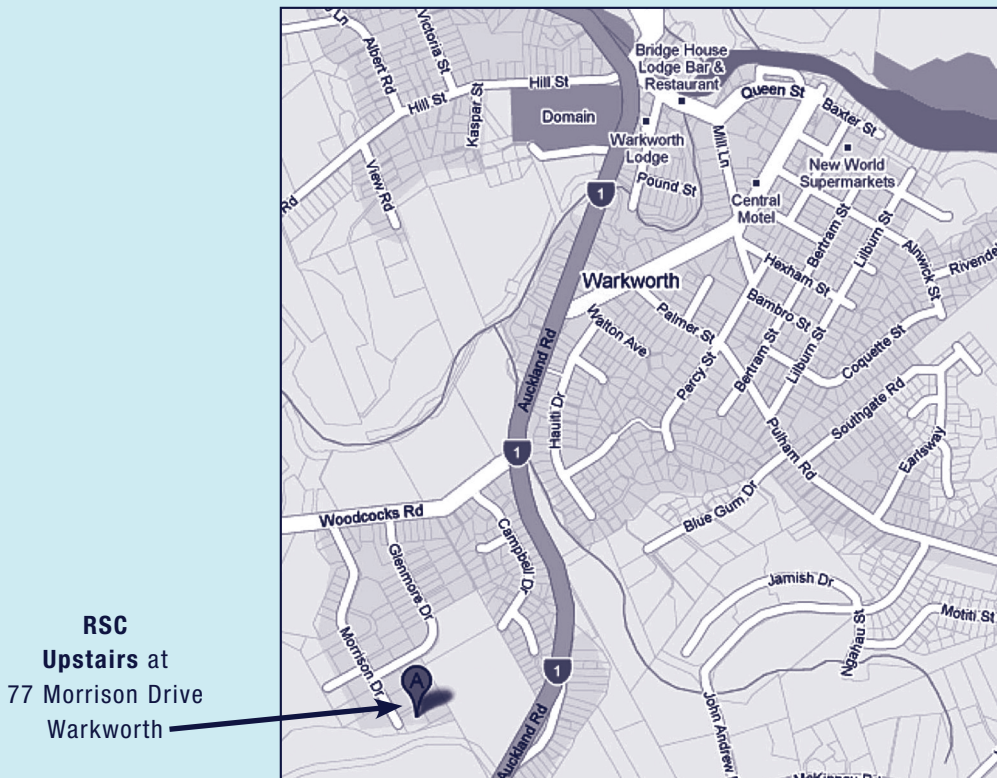 Ln
Albert Rd
Victoria St
Hill St
Hill St
Kaspar St
Domain
View Rd
Rd
Bridge House
Lodge Bar &
Restaurant
Queen St
Baxter St
Warkworth
Lodge
Mill Ln
New World
Supermarkets
Pound St
Central
Motel
1
Bertram St
Lilburn St
Alnwick St
Hexham St
Warkworth
Bambro St
Palmer St
Walton Ave
Auckland Rd
Percy St
Bertram St
Lilburn St
Coquette St
Southgate Rd
Hauiti Dr
Pulham Rd
Earlsway
1
Blue Gum Dr
Woodcocks Rd
Glenmore Dr
Campbell Dr
Jamish Dr
Motiti St
Ngahau St
Morrison Dr
A
1
Auckland Rd
John Andrew
RSC
Upstairs at
77 Morrison Drive
Warkworth